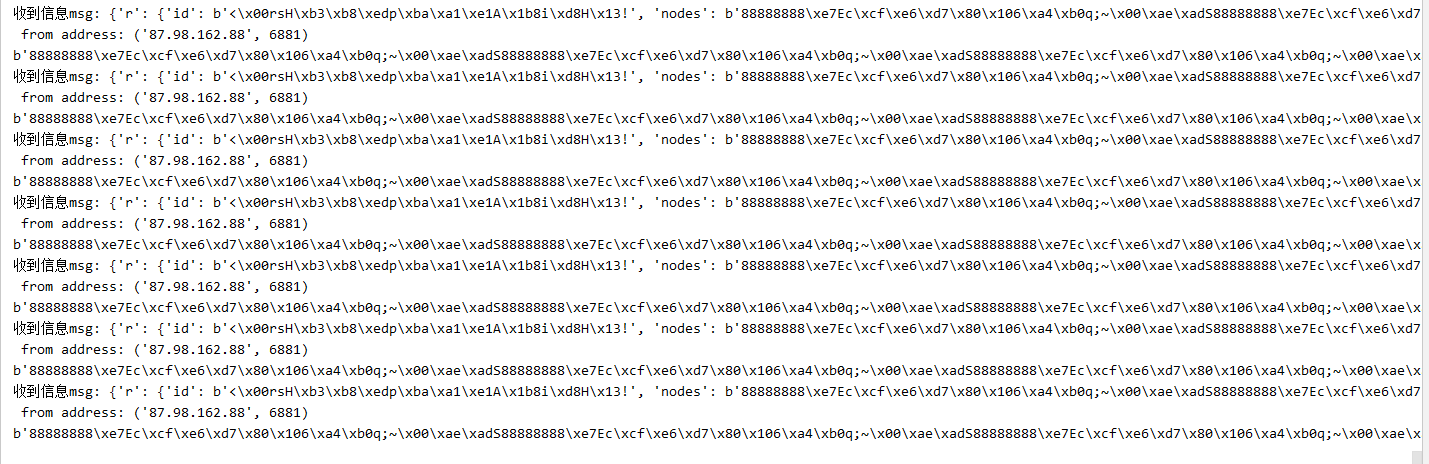 收到信息msg: {'r': {'id': b'<\x00rsH\xb3\xb8\xedp\xba\xa1\xe1A\x1b8i\xd8H\x13!', 'nodes': b'88888888\xe7Ec\xcf\xe6\xd7\x80\x106\xa4\xb0q;~\x00\xae\xadS88888888\xe7Ec\xcf\xe6\xd7
from address: ('87.98.162.88', 6881)
b'88888888\xe7Ec\xcf\xe6\xd7\x80\x106\xa4\xb0q;~\x00\xae\xadS88888888\xe7Ec\xcf\xe6\xd7\x80\x106\xa4\xb0q;~\x00\xae\xadS88888888\xe7Ec\xcf\xe6\xd7\x80\x106\xa4\xb0q;~\x00\xae\x
收到信息msg: {'r': {'id': b'<\x00rsH\xb3\xb8\xedp\xba\xa1\xe1A\x1b8i\xd8H\x13!', 'nodes': b'88888888\xe7Ec\xcf\xe6\xd7\x80\x106\xa4\xb0q;~\x00\xae\xadS88888888\xe7Ec\xcf\xe6\xd7
from address: ('87.98.162.88', 6881)
b'88888888\xe7Ec\xcf\xe6\xd7\x80\x106\xa4\xb0q;~\x00\xae\xadS88888888\xe7Ec\xcf\xe6\xd7\x80\x106\xa4\xb0q;~\x00\xae\xadS88888888\xe7Ec\xcf\xe6\xd7\x80\x106\xa4\xb0q;~\x00\xae\x
收到信息msg: {'r': {'id': b'<\x00rsH\xb3\xb8\xedp\xba\xa1\xe1A\x1b8i\xd8H\x13!', 'nodes': b'88888888\xe7Ec\xcf\xe6\xd7\x80\x106\xa4\xb0q;~\x00\xae\xadS88888888\xe7Ec\xcf\xe6\xd7
from address: ('87.98.162.88', 6881)
b'88888888\xe7Ec\xcf\xe6\xd7\x80\x106\xa4\xb0q;~\x00\xae\xadS88888888\xe7Ec\xcf\xe6\xd7\x80\x106\xa4\xb0q;~\x00\xae\xadS88888888\xe7Ec\xcf\xe6\xd7\x80\x106\xa4\xb0q;~\x00\xae\x
收到信息msg: {'r': {'id': b'<\x00rsH\xb3\xb8\xedp\xba\xa1\xe1A\x1b8i\xd8H\x13!', 'nodes': b'88888888\xe7Ec\xcf\xe6\xd7\x80\x106\xa4\xb0q;~\x00\xae\xadS88888888\xe7Ec\xcf\xe6\xd7
from address: ('87.98.162.88', 6881)
b'88888888\xe7Ec\xcf\xe6\xd7\x80\x106\xa4\xb0q;~\x00\xae\xadS88888888\xe7Ec\xcf\xe6\xd7\x80\x106\xa4\xb0q;~\x00\xae\xadS88888888\xe7Ec\xcf\xe6\xd7\x80\x106\xa4\xb0q;~\x00\xae\x
收到信息msg: {'r': {'id': b'<\x00rsH\xb3\xb8\xedp\xba\xa1\xe1A\x1b8i\xd8H\x13!', 'nodes': b'88888888\xe7Ec\xcf\xe6\xd7\x80\x106\xa4\xb0q;~\x00\xae\xadS88888888\xe7Ec\xcf\xe6\xd7
from address: ('87.98.162.88', 6881)
b'88888888\xe7Ec\xcf\xe6\xd7\x80\x106\xa4\xb0q;~\x00\xae\xadS88888888\xe7Ec\xcf\xe6\xd7\x80\x106\xa4\xb0q;~\x00\xae\xadS88888888\xe7Ec\xcf\xe6\xd7\x80\x106\xa4\xb0q;~\x00\xae\x
收到信息msg: {'r': {'id': b'<\x00rsH\xb3\xb8\xedp\xba\xa1\xe1A\x1b8i\xd8H\x13!', 'nodes': b'88888888\xe7Ec\xcf\xe6\xd7\x80\x106\xa4\xb0q;~\x00\xae\xadS88888888\xe7Ec\xcf\xe6\xd7
from address: ('87.98.162.88', 6881)
b'88888888\xe7Ec\xcf\xe6\xd7\x80\x106\xa4\xb0q;~\x00\xae\xadS88888888\xe7Ec\xcf\xe6\xd7\x80\x106\xa4\xb0q;~\x00\xae\xadS88888888\xe7Ec\xcf\xe6\xd7\x80\x106\xa4\xb0q;~\x00\xae\x
收到信息msg: {'r': {'id': b'<\x00rsH\xb3\xb8\xedp\xba\xa1\xe1A\x1b8i\xd8H\x13!', 'nodes': b'88888888\xe7Ec\xcf\xe6\xd7\x80\x106\xa4\xb0q;~\x00\xae\xadS88888888\xe7Ec\xcf\xe6\xd7
from address: ('87.98.162.88', 6881)
b'88888888\xe7Ec\xcf\xe6\xd7\x80\x106\xa4\xb0q;~\x00\xae\xadS88888888\xe7Ec\xcf\xe6\xd7\x80\x106\xa4\xb0q;~\x00\xae\xadS88888888\xe7Ec\xcf\xe6\xd7\x80\x106\xa4\xb0q;~\x00\xae\x